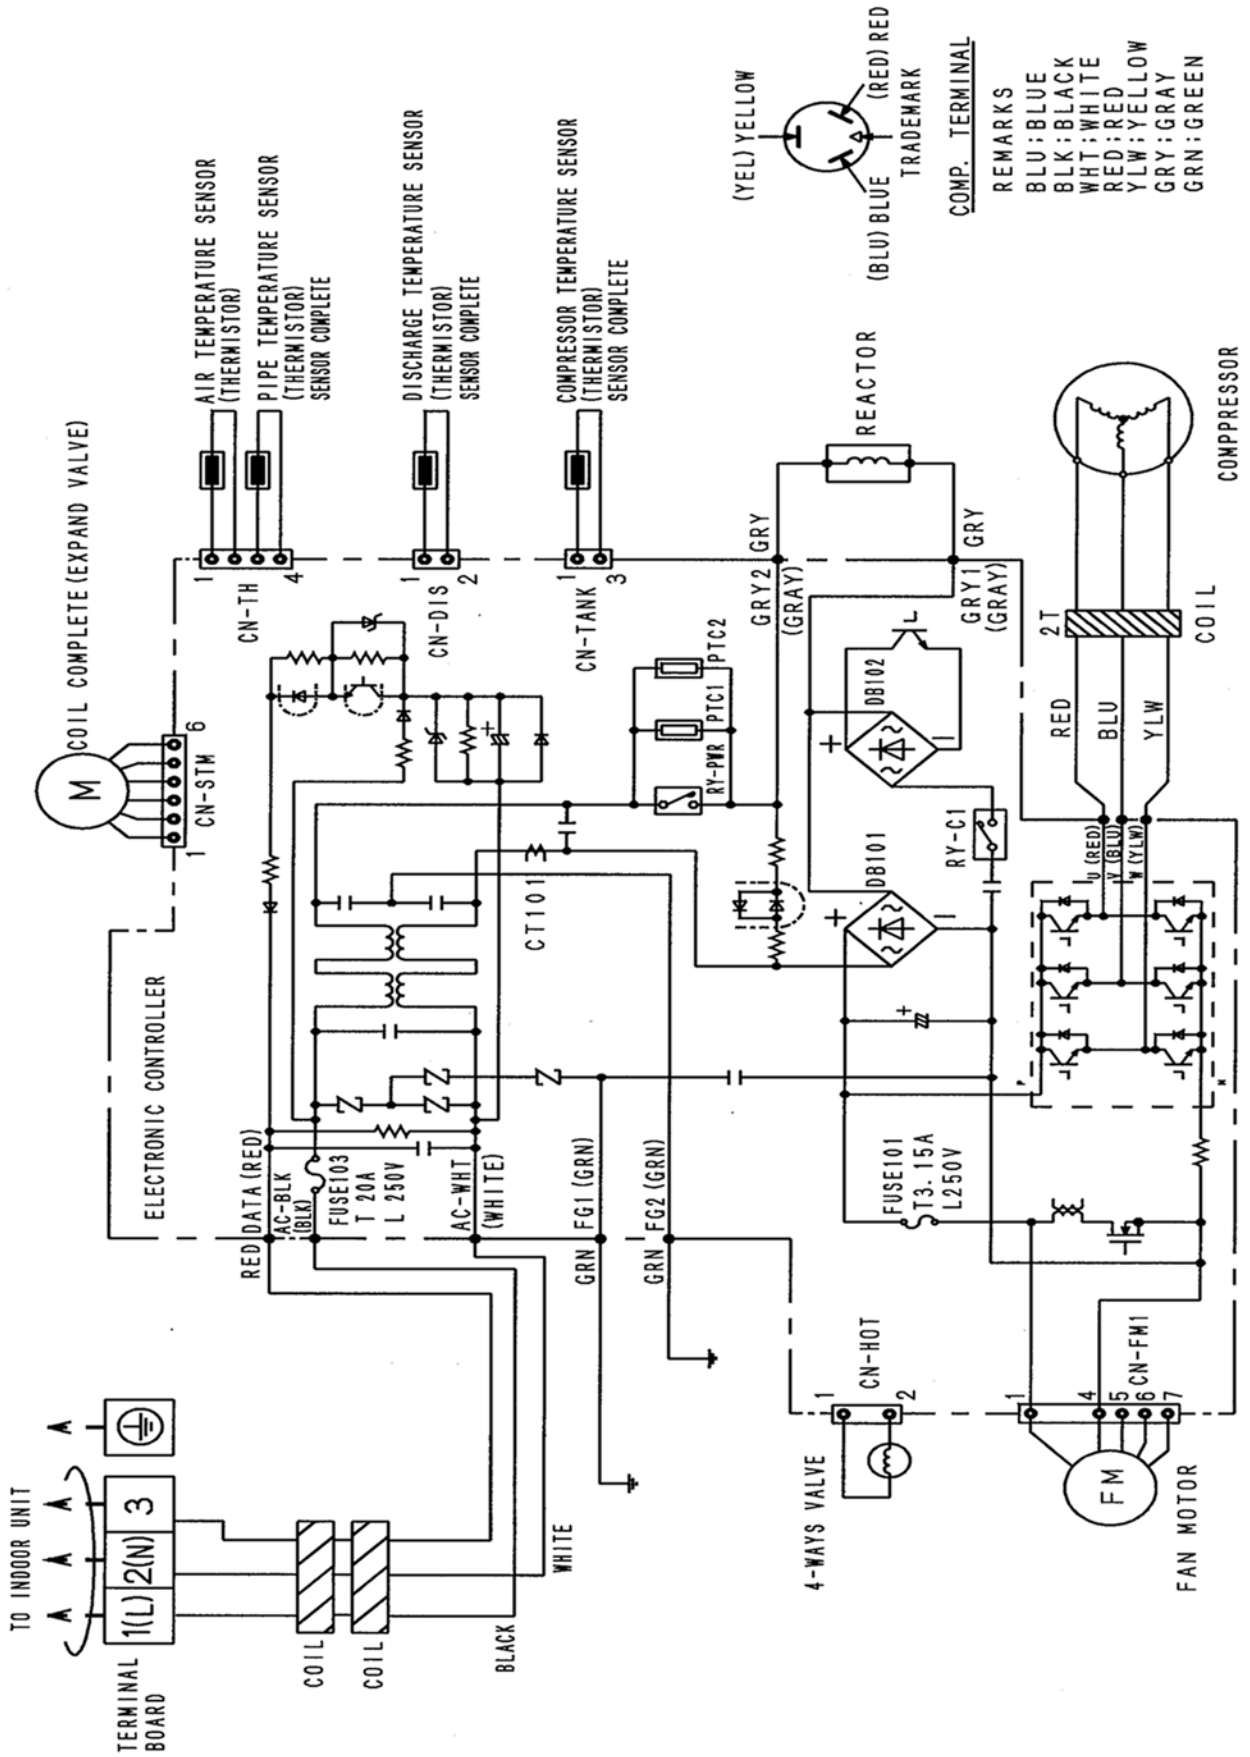 TO INDOOR UNIT
TERMINAL
BOARD
1(L)
2(N)
3
COIL
COIL
BLACK
WHITE
ELECTRONIC CONTROLLER
RED
DATA(RED)
AC-BLK
(BLK)
FUSE103
T 20A
L 250V
AC-WHT
(WHITE)
GRN
FG1(GRN)
GRN
FG2(GRN)
M
COIL COMPLETE(EXPAND VALVE)
1
6
CN-STM
1
4
CN-TH
AIR TEMPERATURE SENSOR
(THERMISTOR)
PIPE TEMPERATURE SENSOR
(THERMISTOR)
SENSOR COMPLETE
1
2
CN-DIS
DISCHARGE TEMPERATURE SENSOR
(THERMISTOR)
SENSOR COMPLETE
1
3
CN-TANK
COMPRESSOR TEMPERATURE SENSOR
(THERMISTOR)
SENSOR COMPLETE
+
CT101
RY-PWR
PTC1
PTC2
GRY2
(GRAY)
GRY
REACTOR
GRY1
(GRAY)
GRY
DB101
+
-
DB102
+
-
L
RY-C1
+
FUSE101
T3.15A
L250V
P
N
U(RED)
V(BLU)
W(YLW)
RED
BLU
YLW
2T
COIL
COMPPRESSOR
4-WAYS VALVE
1
2
CN-HOT
FAN MOTOR
FM
1
4
5
6
7
CN-FM1
(YEL)YELLOW
(BLU)BLUE
(RED)RED
TRADEMARK
COMP. TERMINAL
REMARKS
BLU:BLUE
BLK:BLACK
WHT:WHITE
RED:RED
YLW:YELLOW
GRY:GRAY
GRN:GREEN